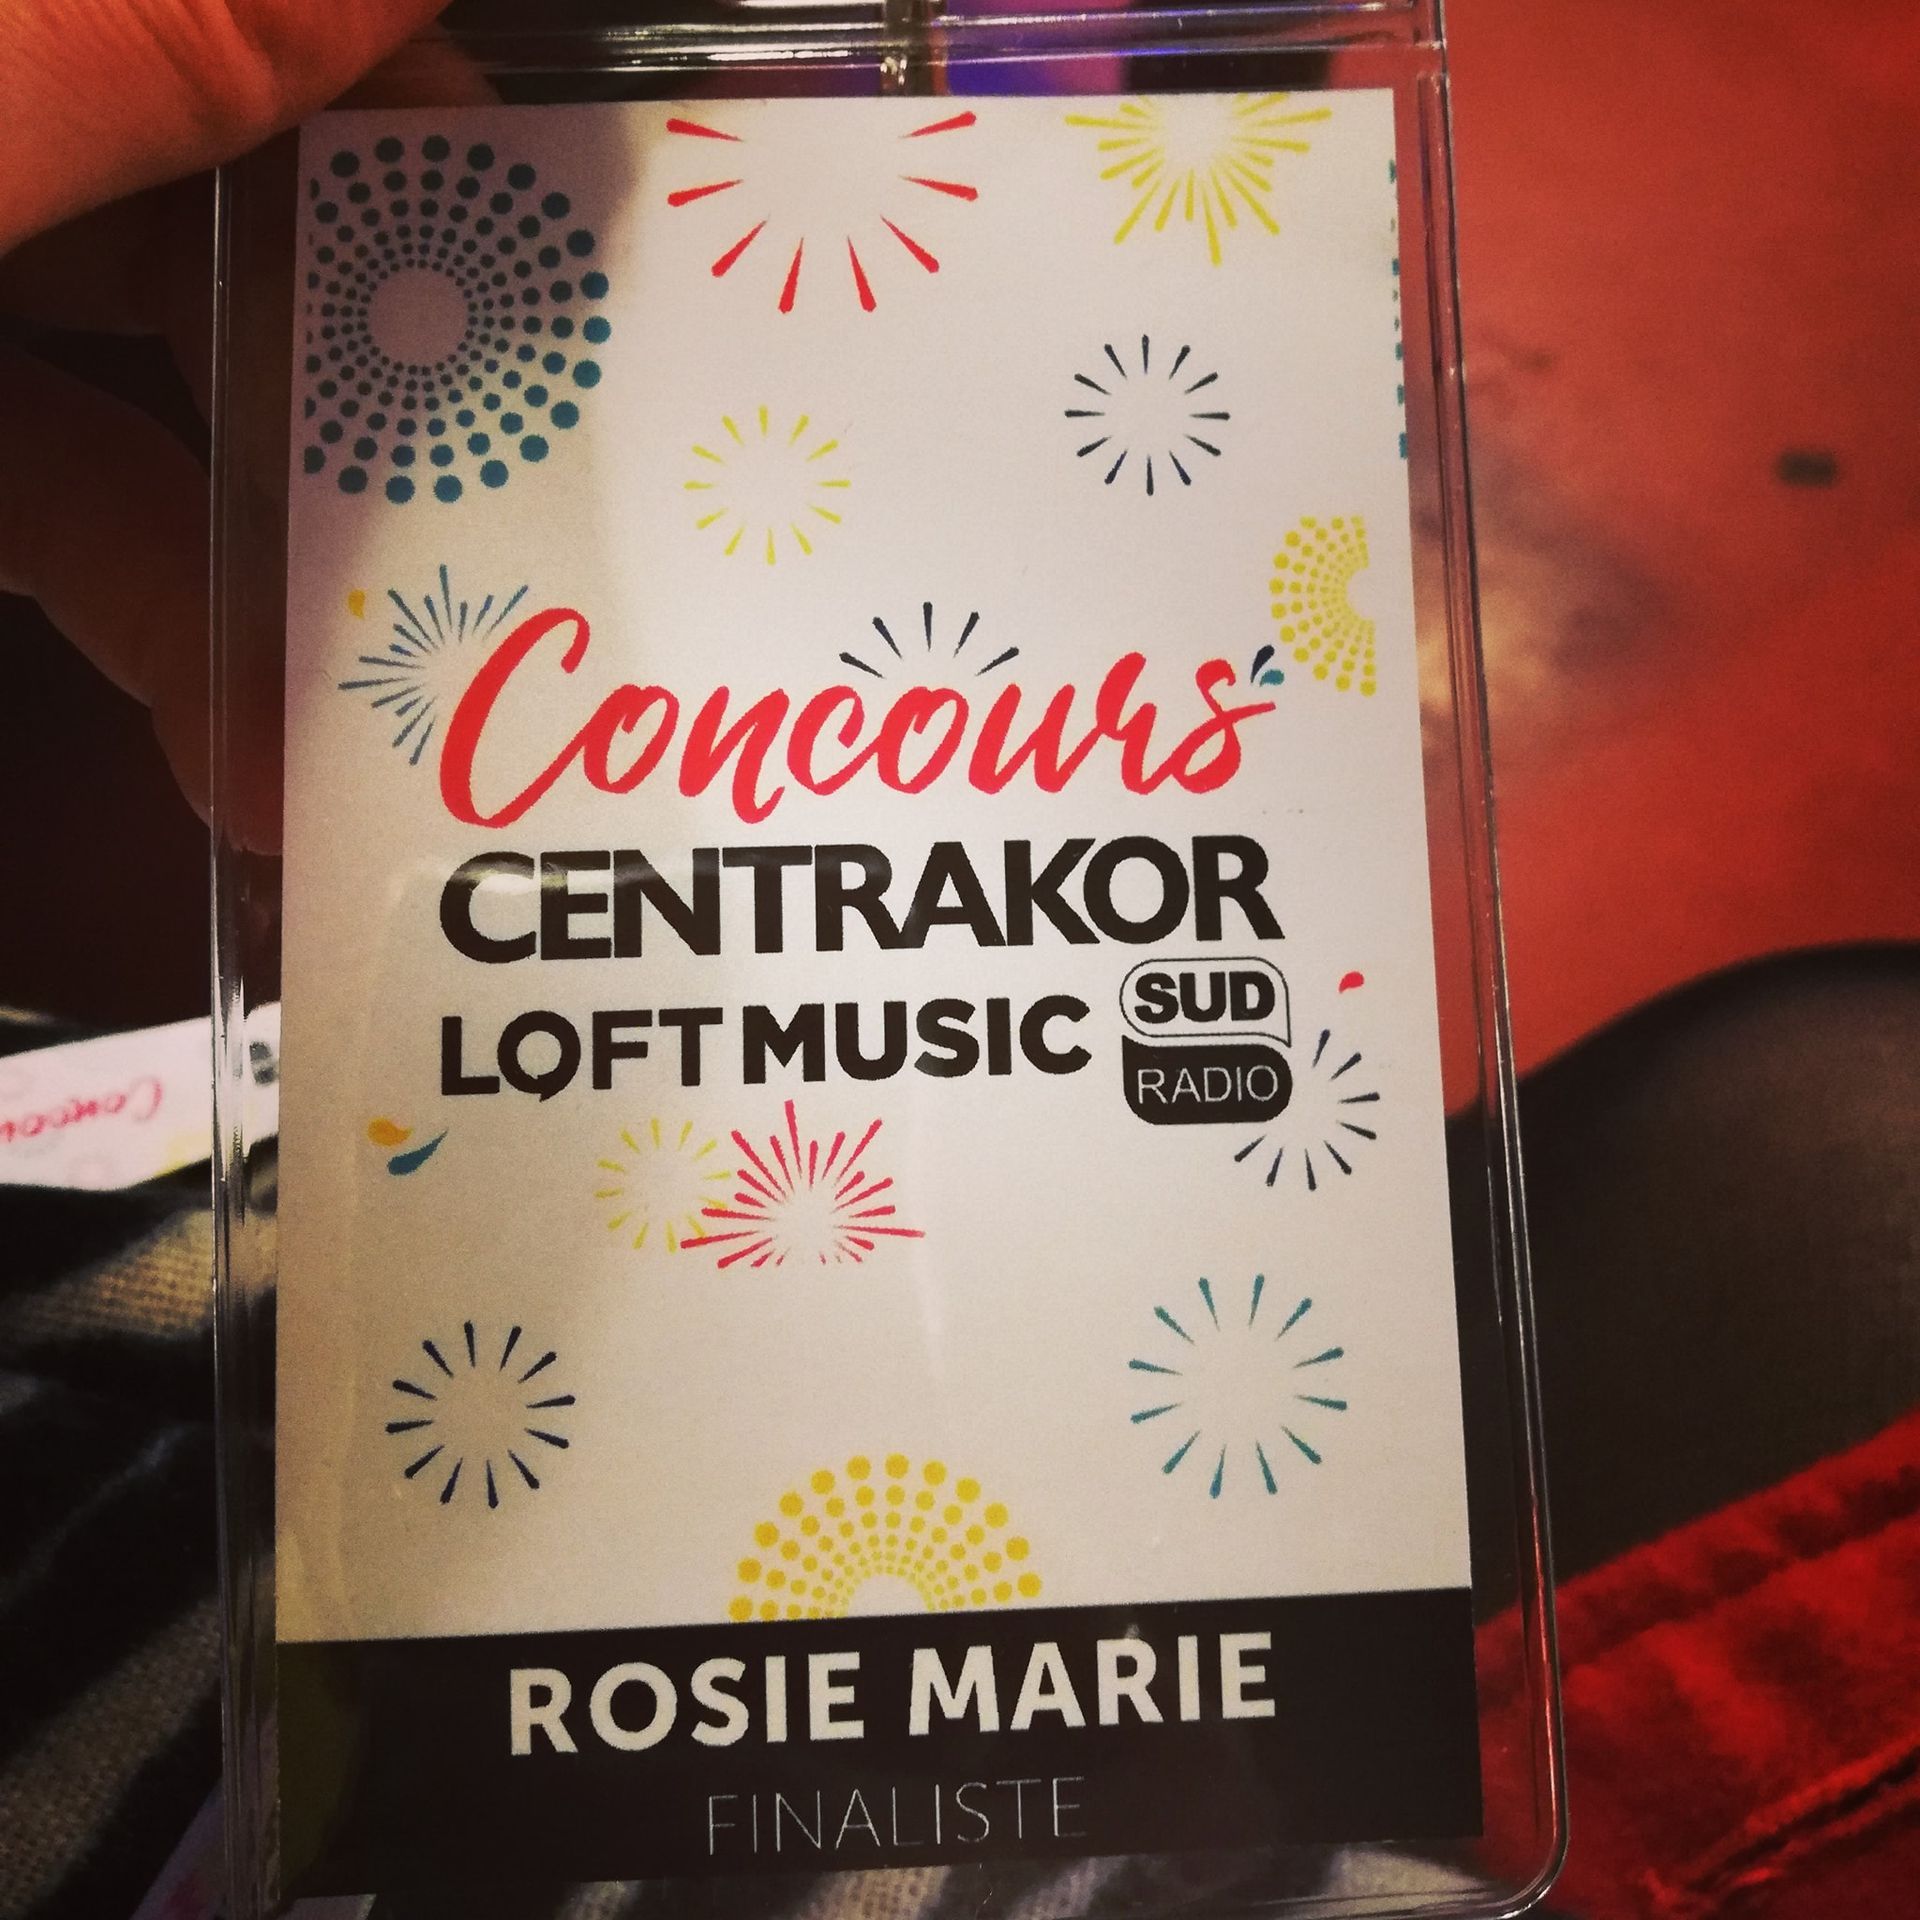 Concours
CENTRAKOR
LOFT MUSIC SUD
RADIO
ROSIE MARIE
FINALISTE